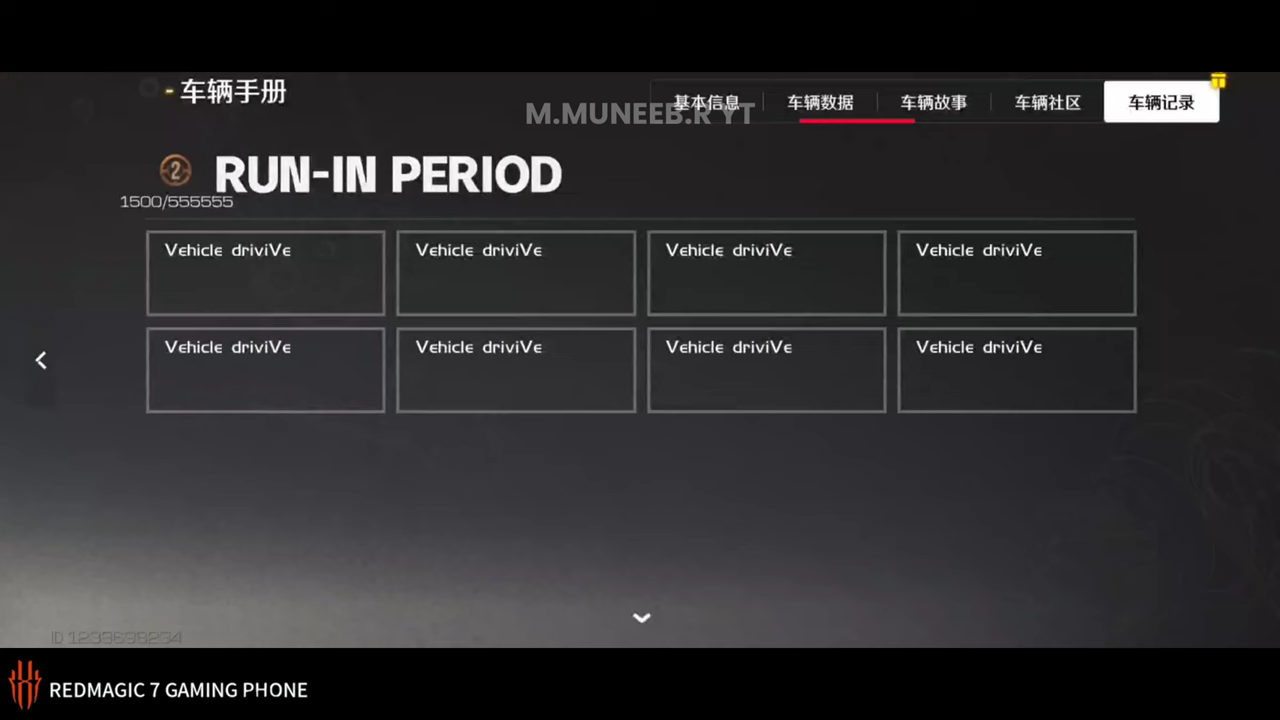 - 车辆手册
基本信息 车辆数据 车辆故事 车辆社区 车辆记录
M.MUNEEB.R YT
2 RUN-IN PERIOD
1500/555555
Vehicle driviVe Vehicle driviVe Vehicle driviVe Vehicle driviVe
Vehicle driviVe Vehicle driviVe Vehicle driviVe Vehicle driviVe
REDMAGIC 7 GAMING PHONE